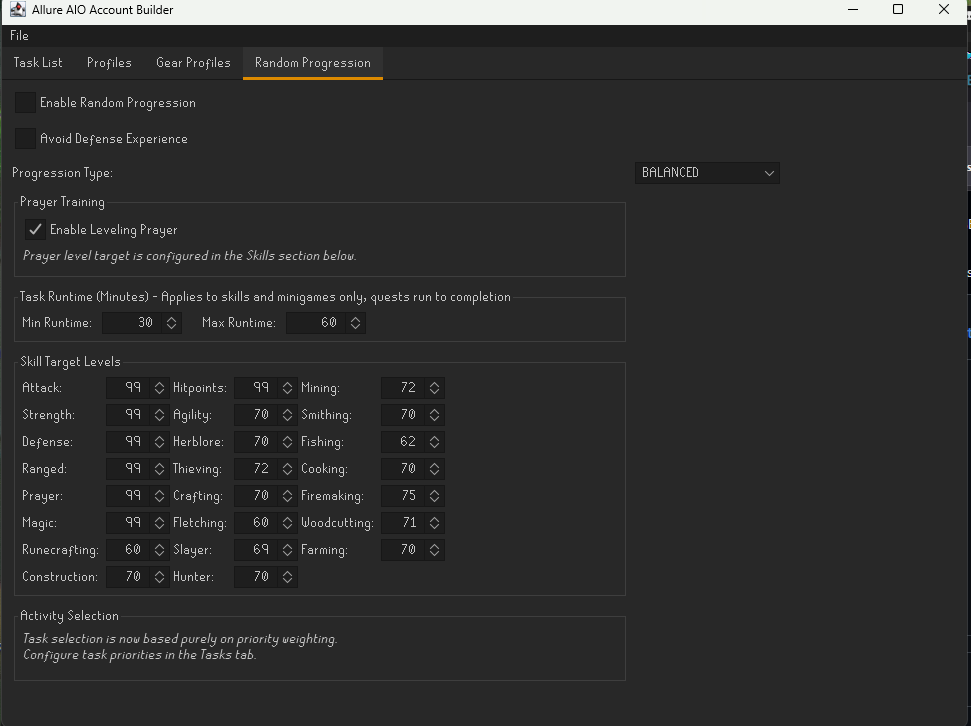 Allure AIO Account Builder
File
Task List Profiles Gear Profiles Random Progression
Enable Random Progression
Avoid Defense Experience
Progression Type: BALANCED
Prayer Training
Enable Leveling Prayer
Prayer level target is configured in the Skills section below.
Task Runtime (Minutes) - Applies to skills and minigames only, quests run to completion
Min Runtime: 30 Max Runtime: 60
Skill Target Levels
Attack: 99 Hitpoints: 99 Mining: 72
Strength: 99 Agility: 70 Smithing: 70
Defense: 99 Herblore: 70 Fishing: 62
Ranged: 99 Thieving: 72 Cooking: 70
Prayer: 99 Crafting: 70 Firemaking: 75
Magic: 99 Fletching: 60 Woodcutting: 71
Runecrafting: 60 Slayer: 69 Farming: 70
Construction: 70 Hunter: 70
Activity Selection
Task selection is now based purely on priority weighting.
Configure task priorities in the Tasks tab.